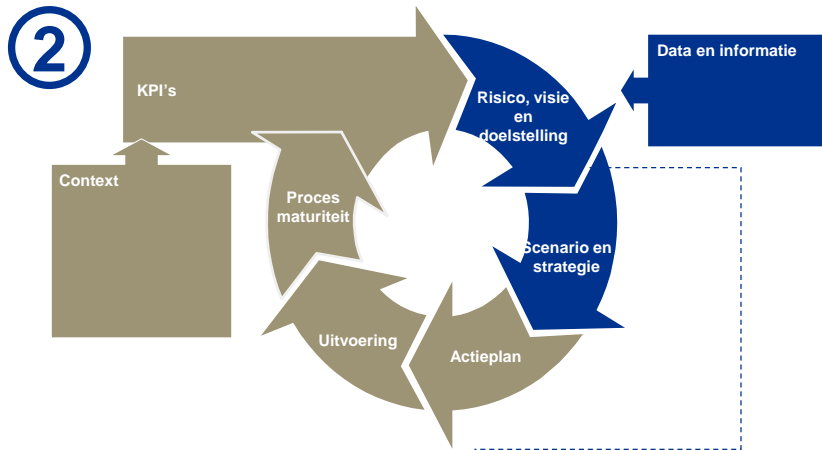 2
KPI's
Risico, visie
en
doelstelling
Data en informatie
Context
Proces
maturiteit
Scenario en
strategie
Uitvoering
Actieplan